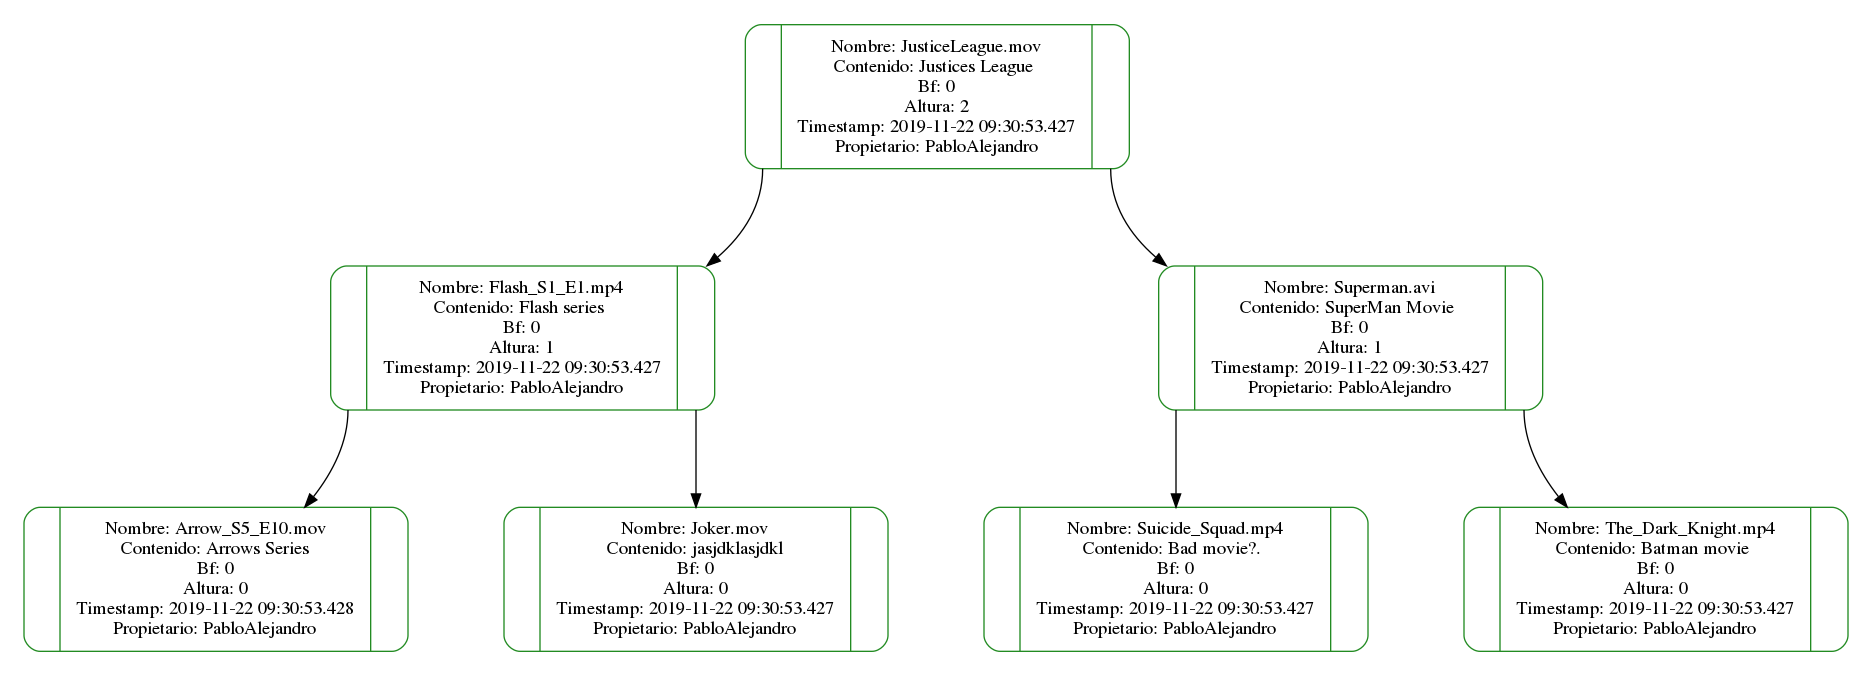 Nombre: JusticeLeague.mov
Contenido: Justices League
Bf: 0
Altura: 2
Timestamp: 2019-11-22 09:30:53.427
Propietario: PabloAlejandro
Nombre: Flash_S1_E1.mp4
Contenido: Flash series
Bf: 0
Altura: 1
Timestamp: 2019-11-22 09:30:53.427
Propietario: PabloAlejandro
Nombre: Superman.avi
Contenido: SuperMan Movie
Bf: 0
Altura: 1
Timestamp: 2019-11-22 09:30:53.427
Propietario: PabloAlejandro
Nombre: Arrow_S5_E10.mov
Contenido: Arrows Series
Bf: 0
Altura: 0
Timestamp: 2019-11-22 09:30:53.428
Propietario: PabloAlejandro
Nombre: Joker.mov
Contenido: jasjdklasjdkl
Bf: 0
Altura: 0
Timestamp: 2019-11-22 09:30:53.427
Propietario: PabloAlejandro
Nombre: Suicide_Squad.mp4
Contenido: Bad movie?.
Bf: 0
Altura: 0
Timestamp: 2019-11-22 09:30:53.427
Propietario: PabloAlejandro
Nombre: The_Dark_Knight.mp4
Contenido: Batman movie
Bf: 0
Altura: 0
Timestamp: 2019-11-22 09:30:53.427
Propietario: PabloAlejandro